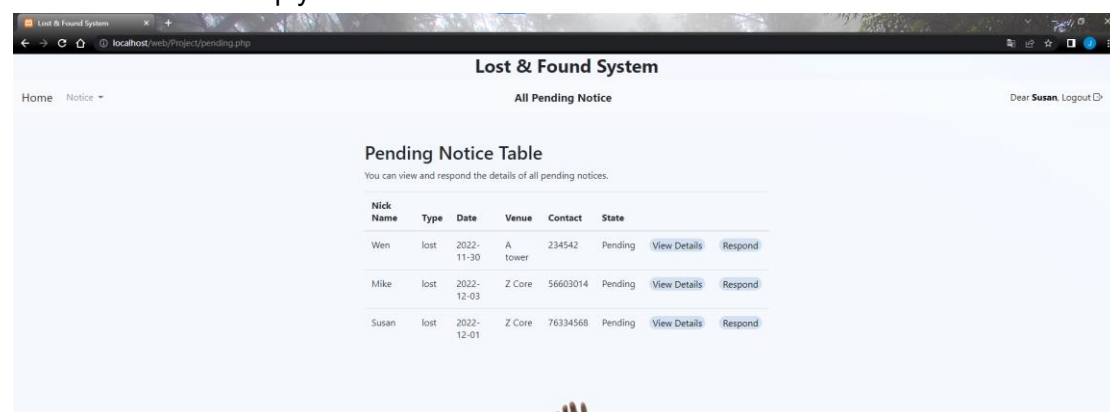 py
Lost & Found System
localhost/web/Project/pending.php
Lost & Found System
Home Notice All Pending Notice Dear Susan, Logout
Pending Notice Table
You can view and respond the details of all pending notices.
Nick
Name Type Date Venue Contact State
Wen lost 2022- A 234542 Pending View Details Respond
11-30 tower
Mike lost 2022- Z Core 56603014 Pending View Details Respond
12-03
Susan lost 2022- Z Core 76334568 Pending View Details Respond
12-01